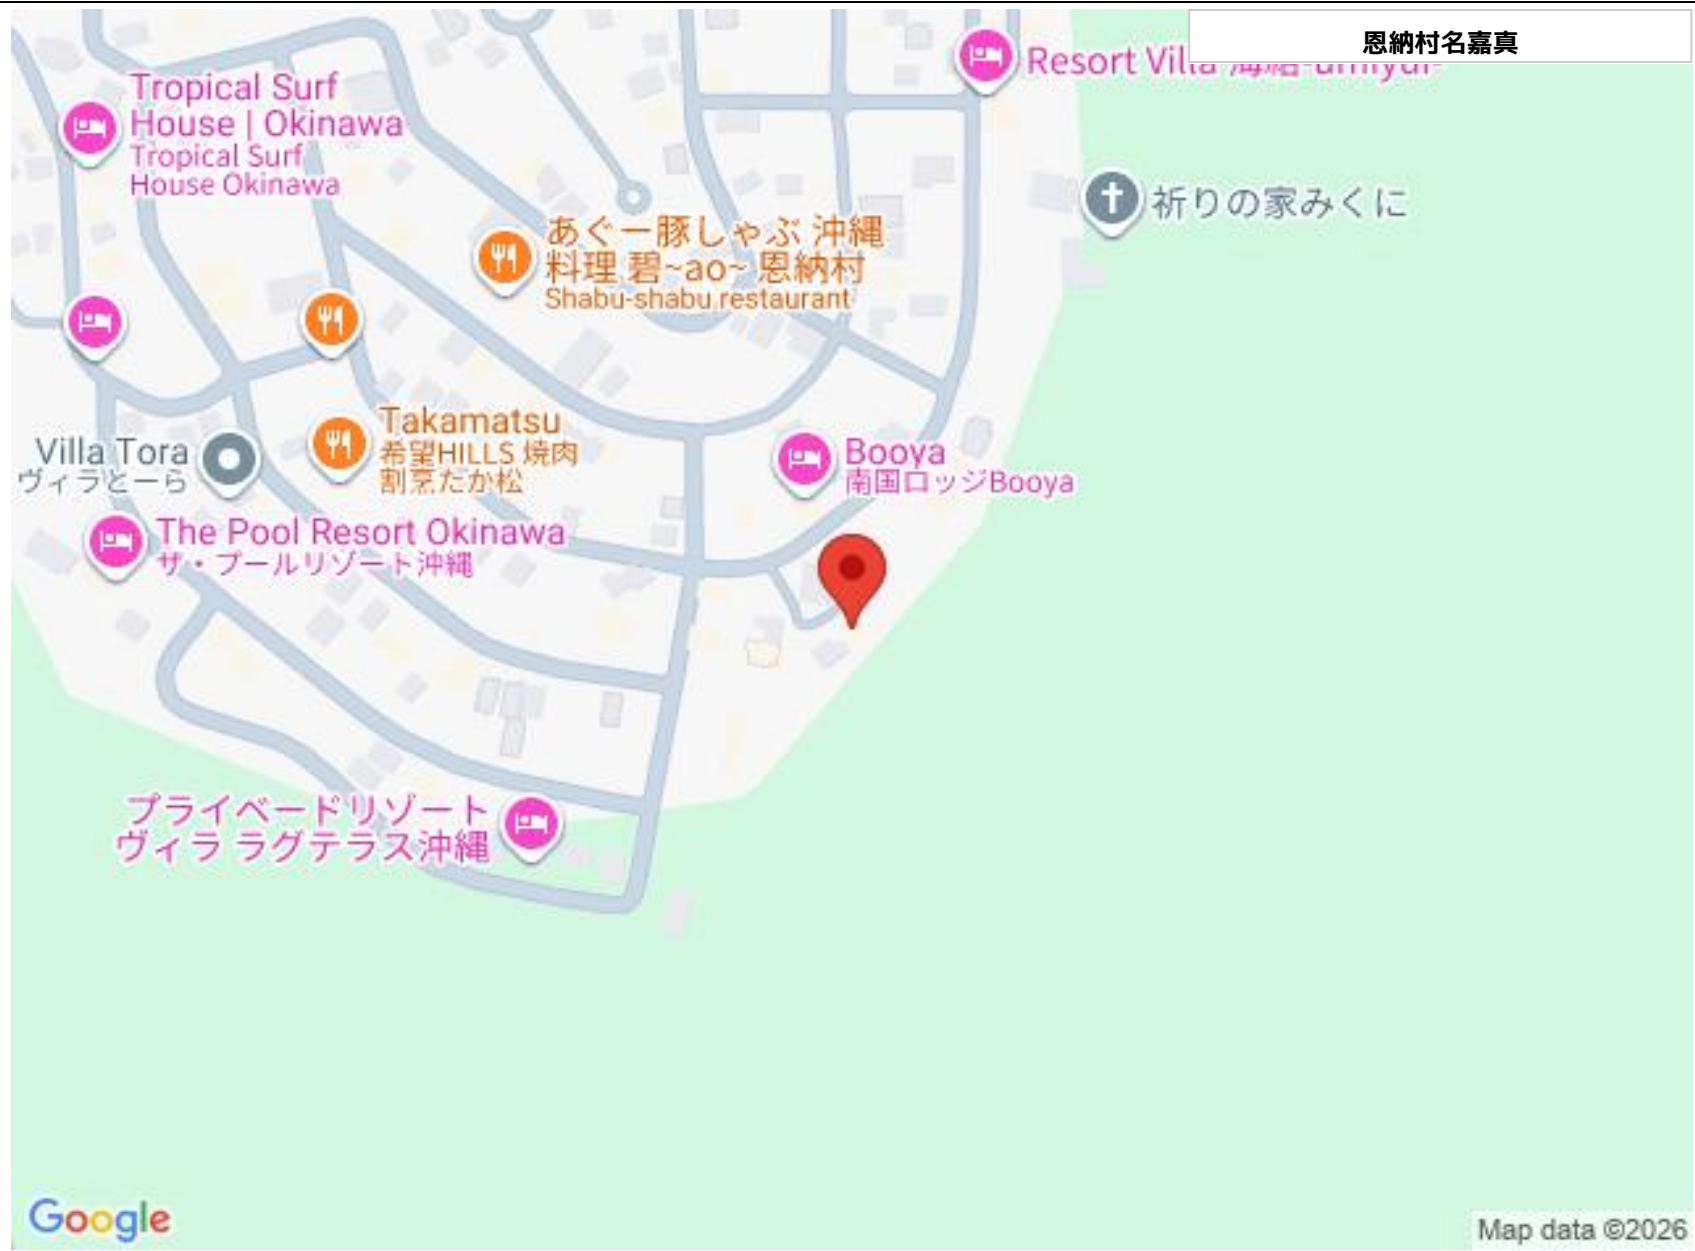 恩納村名嘉真
Resort Villa
Tropical Surf
House | Okinawa
Tropical Surf
House Okinawa
祈りの家みくに
あぐー豚しゃぶ 沖縄
料理 碧~ao~ 恩納村
Shabu-shabu restaurant
Takamatsu
希望HILLS 焼肉
割烹だか松
Villa Tora
ヴィラとーら
Booya
南国ロッジBooya
The Pool Resort Okinawa
ザ・プールリゾート沖縄
プライベードリゾート
ヴィラ ラグテラス沖縄
Google
Map data ©2026